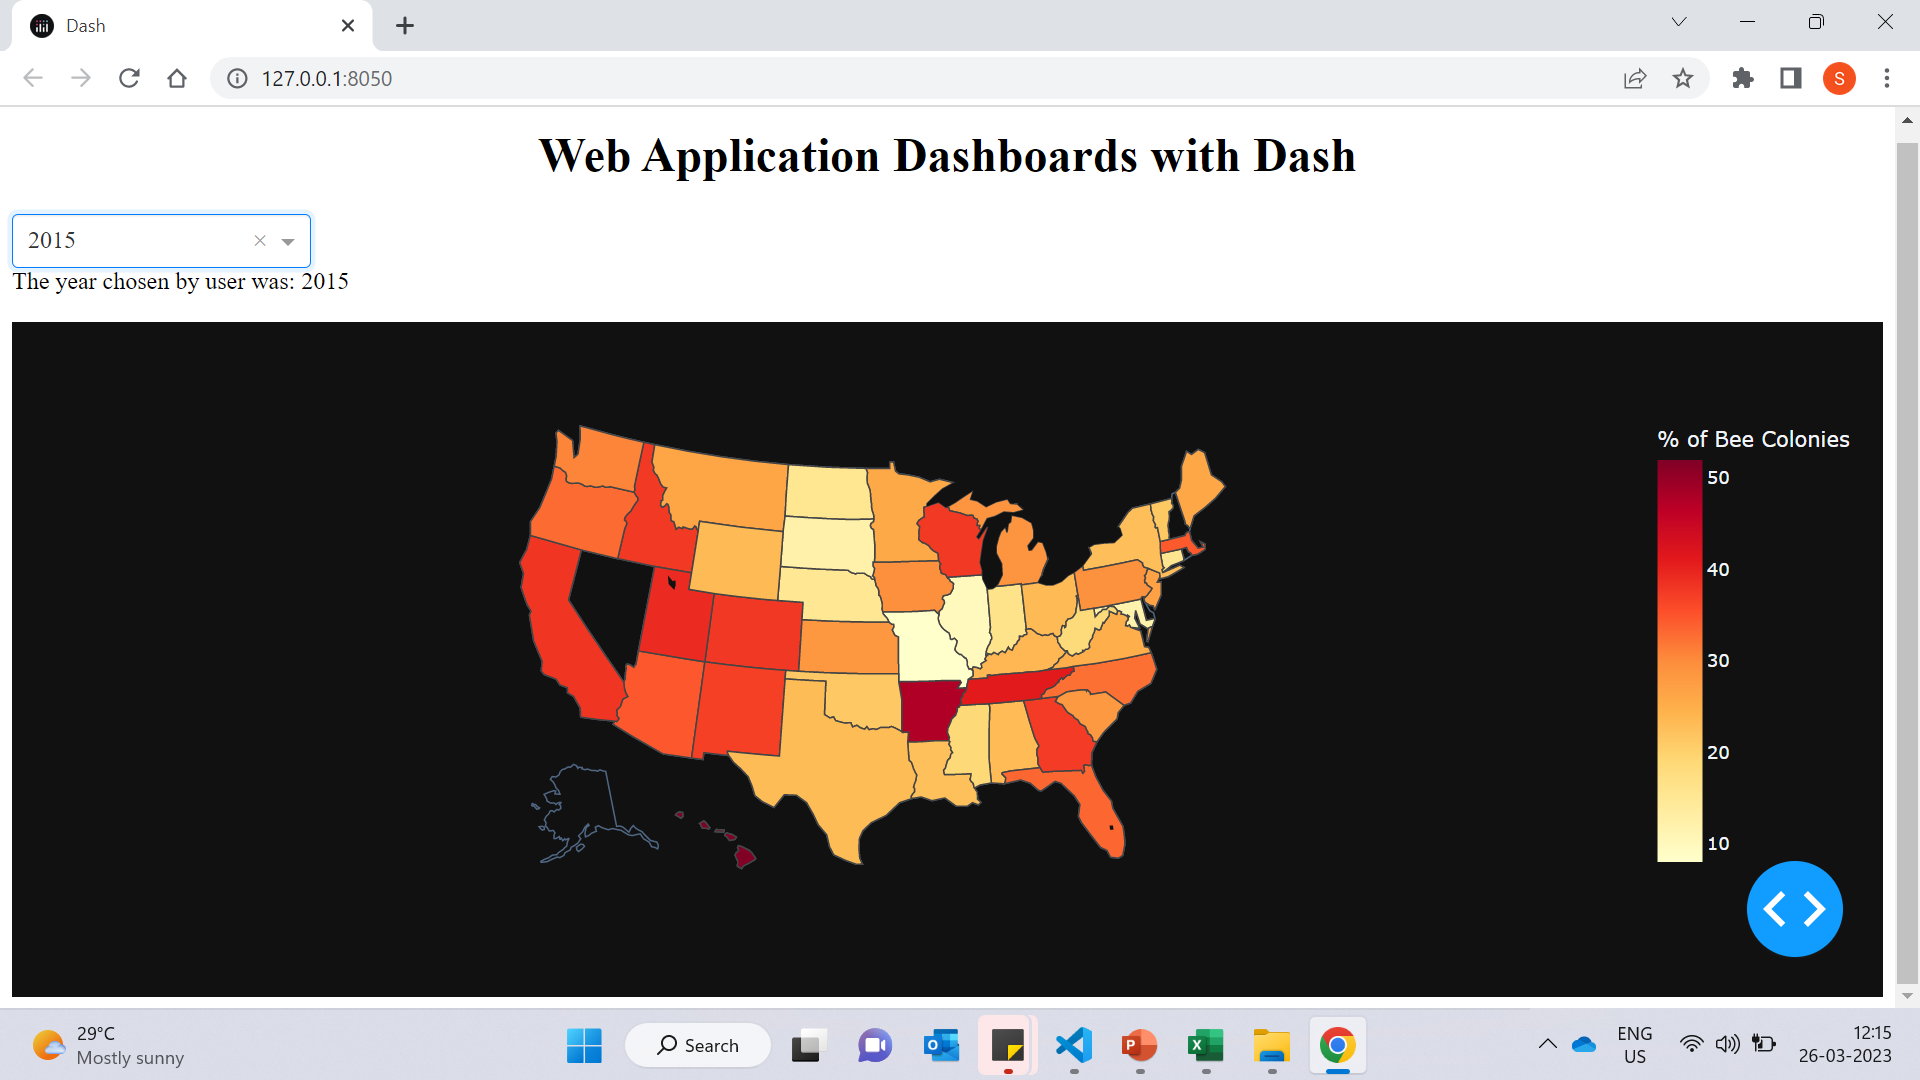 Dash
127.0.0.1:8050
S
Web Application Dashboards with Dash
2015
The year chosen by user was: 2015
% of Bee Colonies
50
40
30
20
10
29°C
Mostly sunny
Search
O
P
X
ENG
US
12:15
26-03-2023